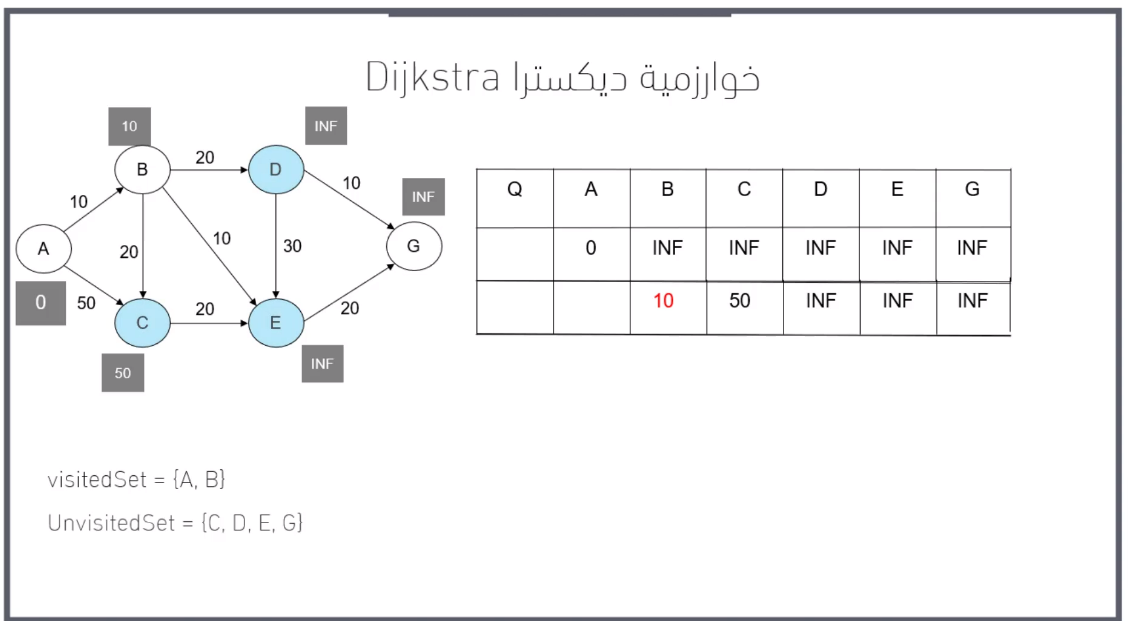 خوارزمية ديكسترا Dijkstra
10
INF
B
20
D
10
INF
10
A
20
10
30
G
0
50
C
20
E
20
50
INF
Q A B C D E G
0 INF INF INF INF INF
10 50 INF INF INF
visitedSet = {A, B}
UnvisitedSet = {C, D, E, G}